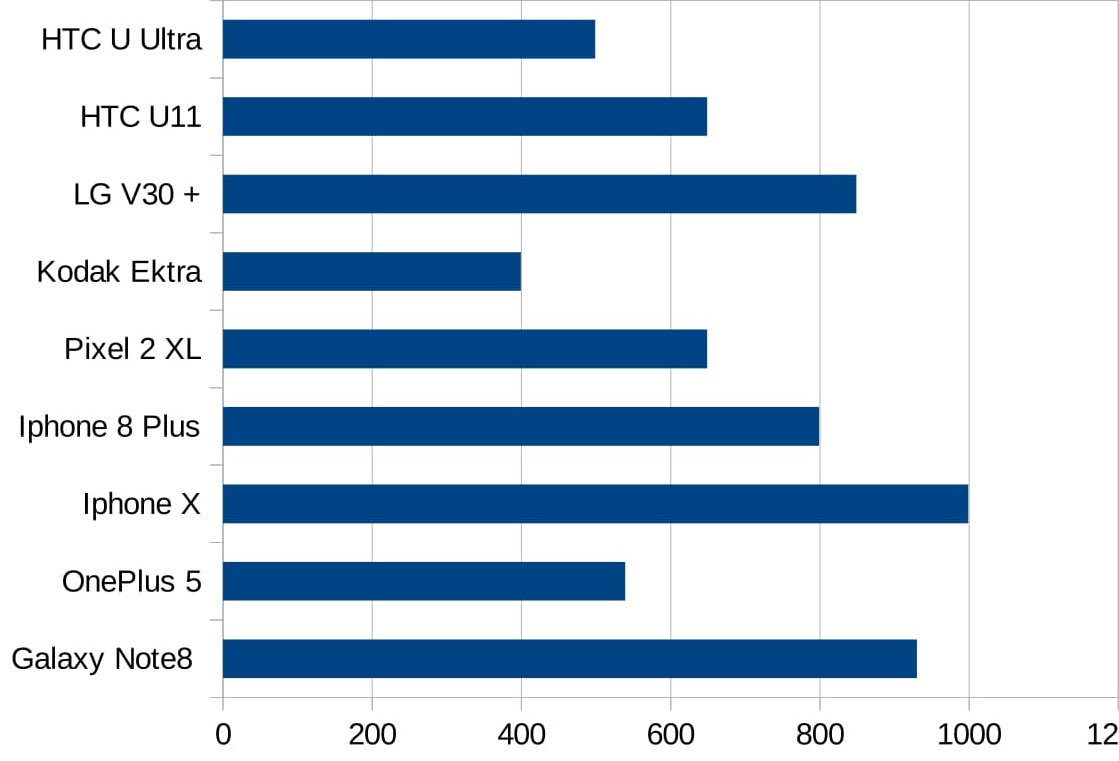 HTC U Ultra
HTC U11
LG V30 +
Kodak Ektra
Pixel 2 XL
Iphone 8 Plus
Iphone X
OnePlus 5
Galaxy Note8
0 200 400 600 800 1000 12